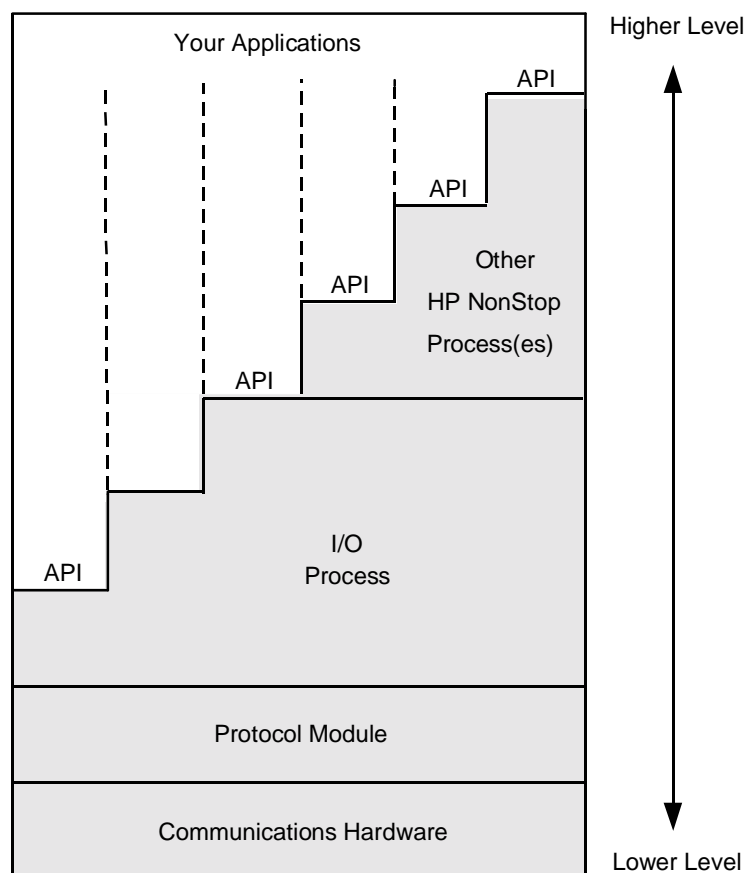 Higher Level
Your Applications
API
API
Other
HP NonStop
Process(es)
API
API
I/O
Process
API
Protocol Module
Communications Hardware
Lower Level